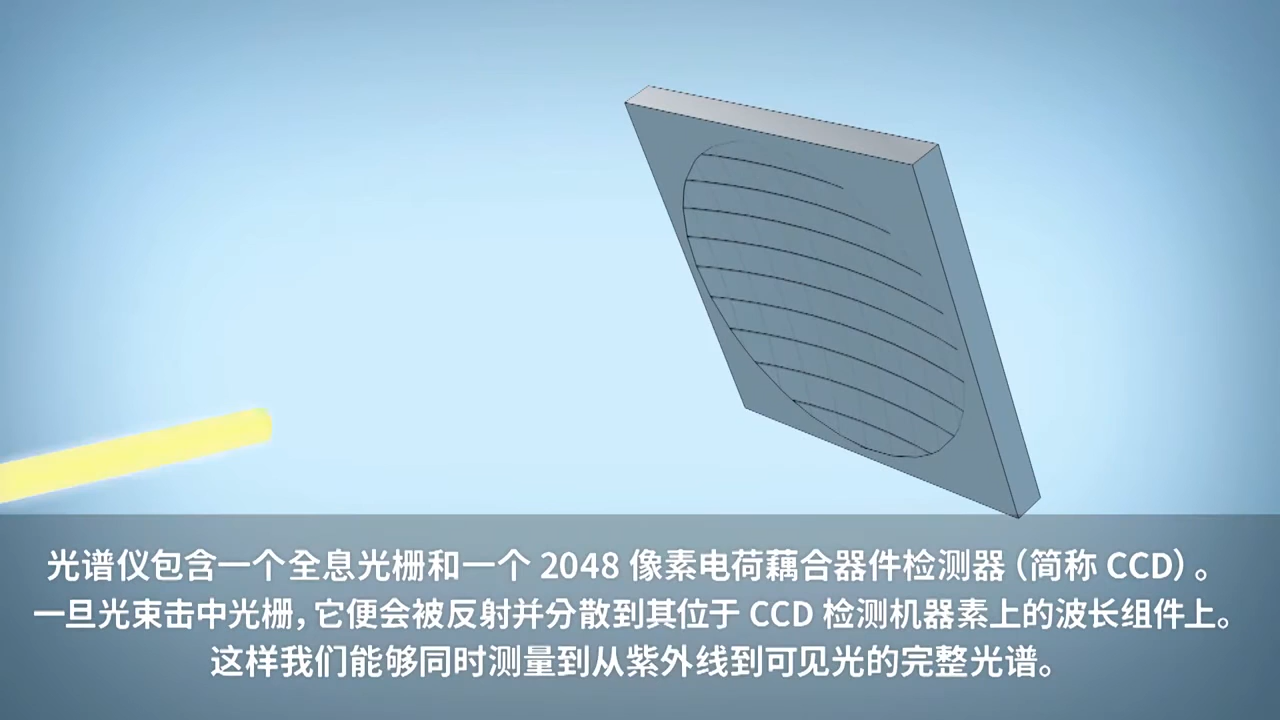 光谱仪包含一个全息光栅和一个 2048 像素电荷藕合器件检测器（简称 CCD）。
一旦光束击中光栅，它便会被反射并分散到其位于 CCD 检测机器素上的波长组件上。
这样我们能够同时测量到从紫外线到可见光的完整光谱。